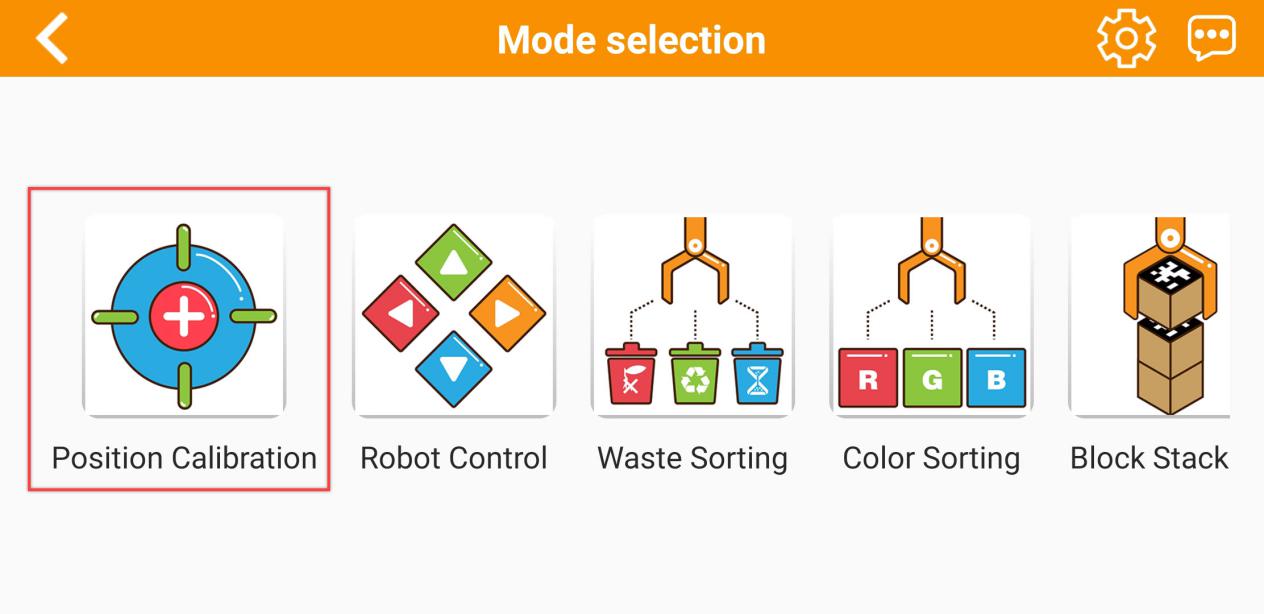 Mode selection
R G B
Position Calibration
Robot Control
Waste Sorting
Color Sorting
Block Stack